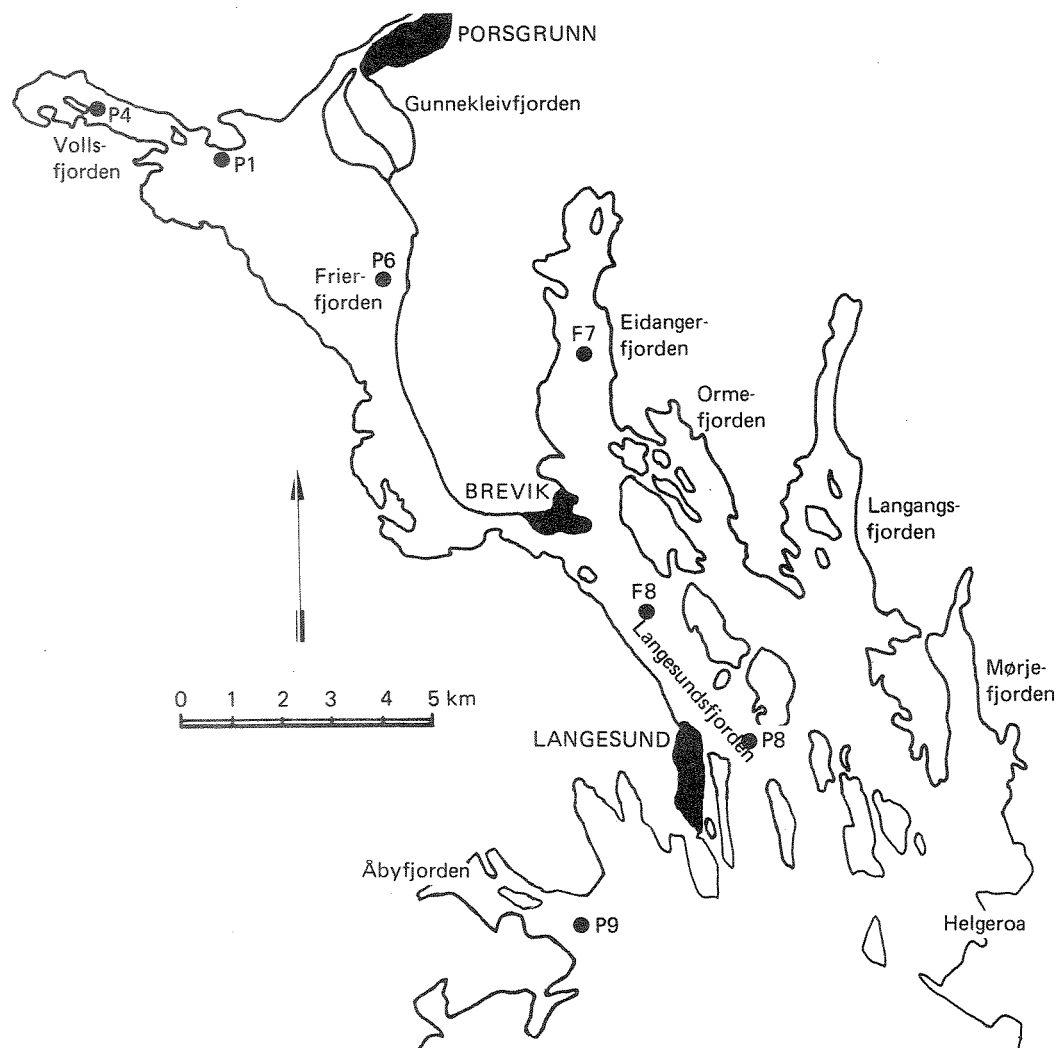 PORSGRUNN
Gunnekleivfjorden
P4
Volls-
fjorden
P1
P6
Frier-
fjorden
F7
Eidanger-
fjorden
Orme-
fjorden
BREVIK
Langangs-
fjorden
F8
Langesundsfjorden
Mørje-
fjorden
0 1 2 3 4 5 km
LANGESUND
P8
Åbyfjorden
P9
Helgeroa